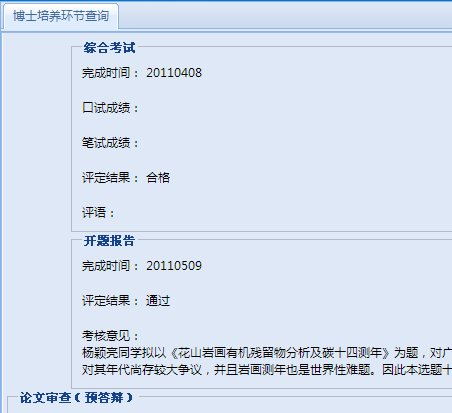 博士培养环节查询
综合考试
完成时间： 20110408
口试成绩：
笔试成绩：
评定结果： 合格
评语：
开题报告
完成时间： 20110509
评定结果： 通过
考核意见：
杨颖亮同学拟以《花山岩画有机残留物分析及碳十四测年》为题，对广
对其年代尚存较大争议，并且岩画测年也是世界性难题。因此本选题十
论文审查（预答辩）